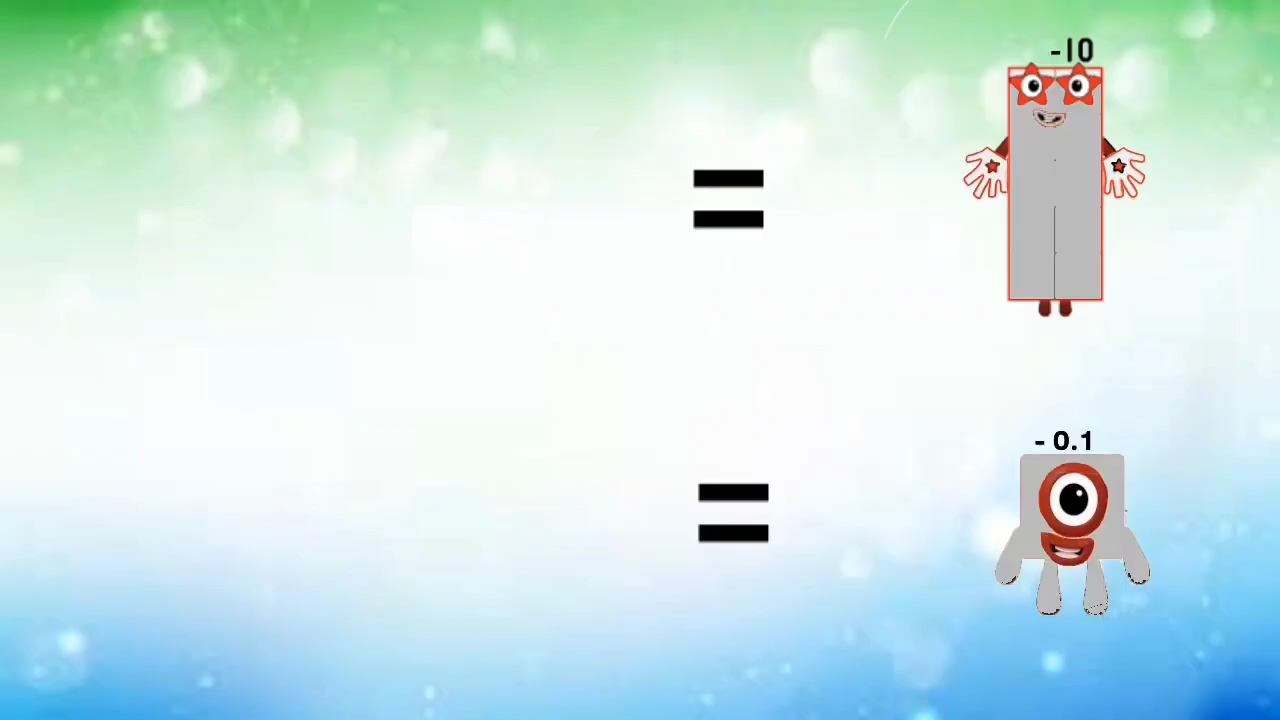 -10
=
- 0.1
=